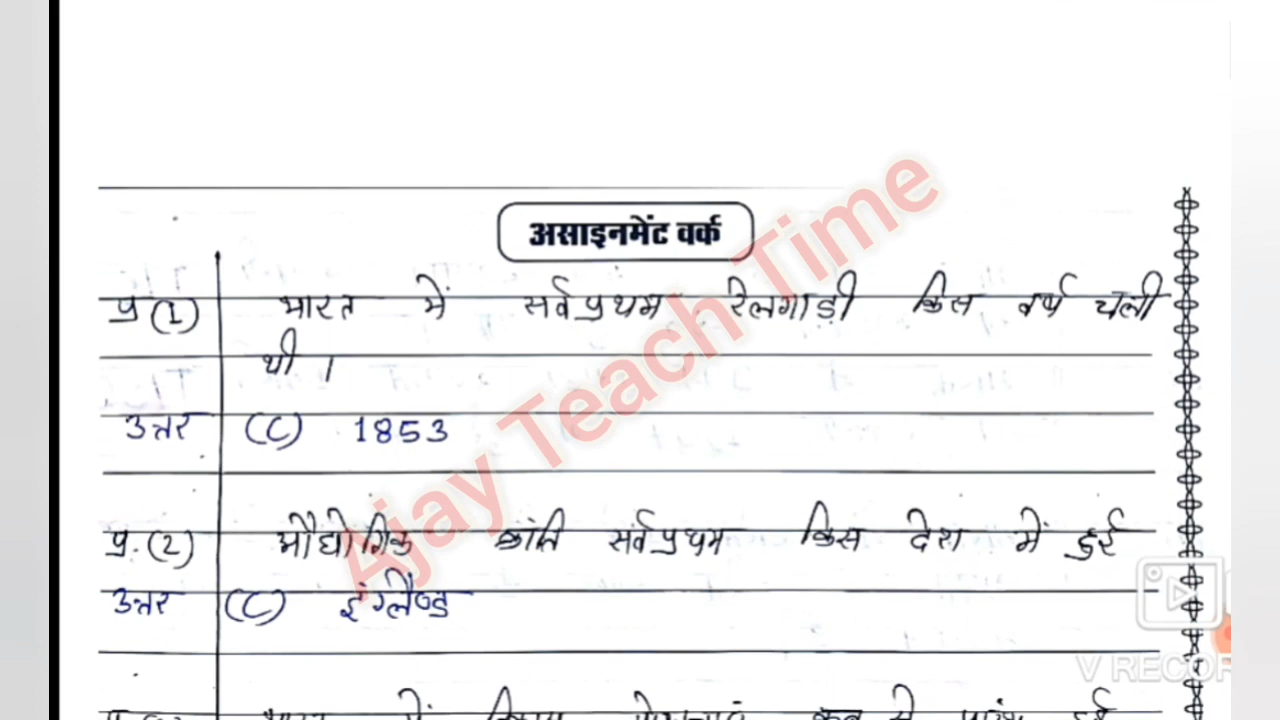 असाइनमेंट वर्क
प्र(1) भारत में सर्वप्रथम रेलगाड़ी किस वर्ष चली
थी ।
उत्तर (C) 1853
प्र.(2) औद्योगिक क्रांति सर्वप्रथम किस देश में हुई
उत्तर (C) इंग्लैण्ड
Ajay Teach Time
V RECOR